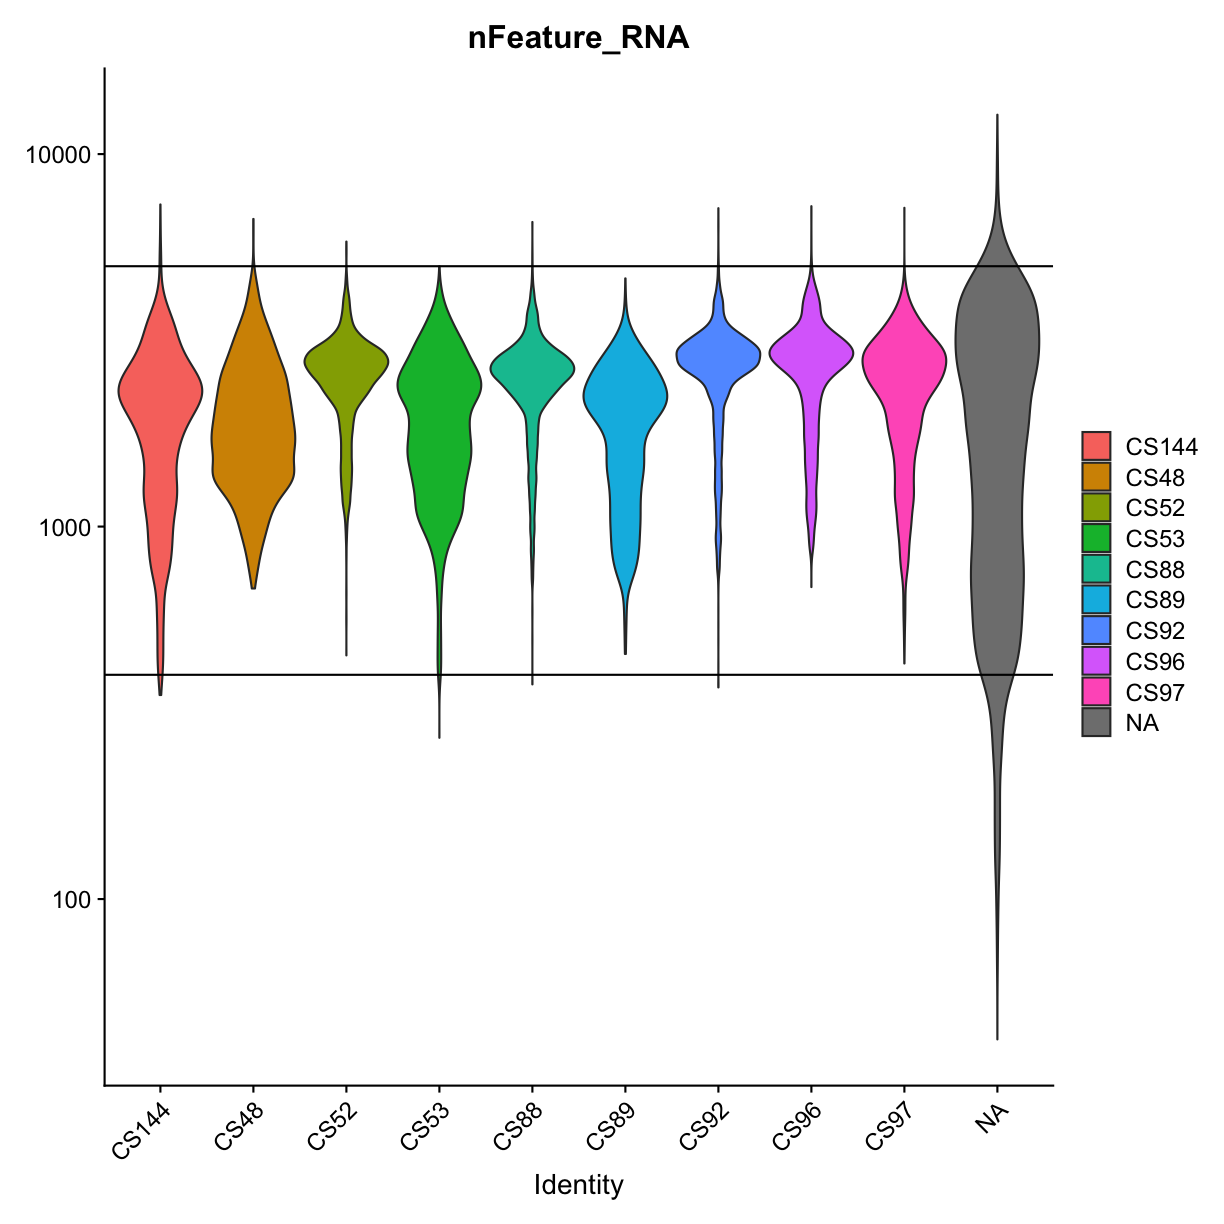 nFeature_RNA
10000
1000
100
CS144
CS48
CS52
CS53
CS88
CS89
CS92
CS96
CS97
NA
Identity
CS144
CS48
CS52
CS53
CS88
CS89
CS92
CS96
CS97
NA